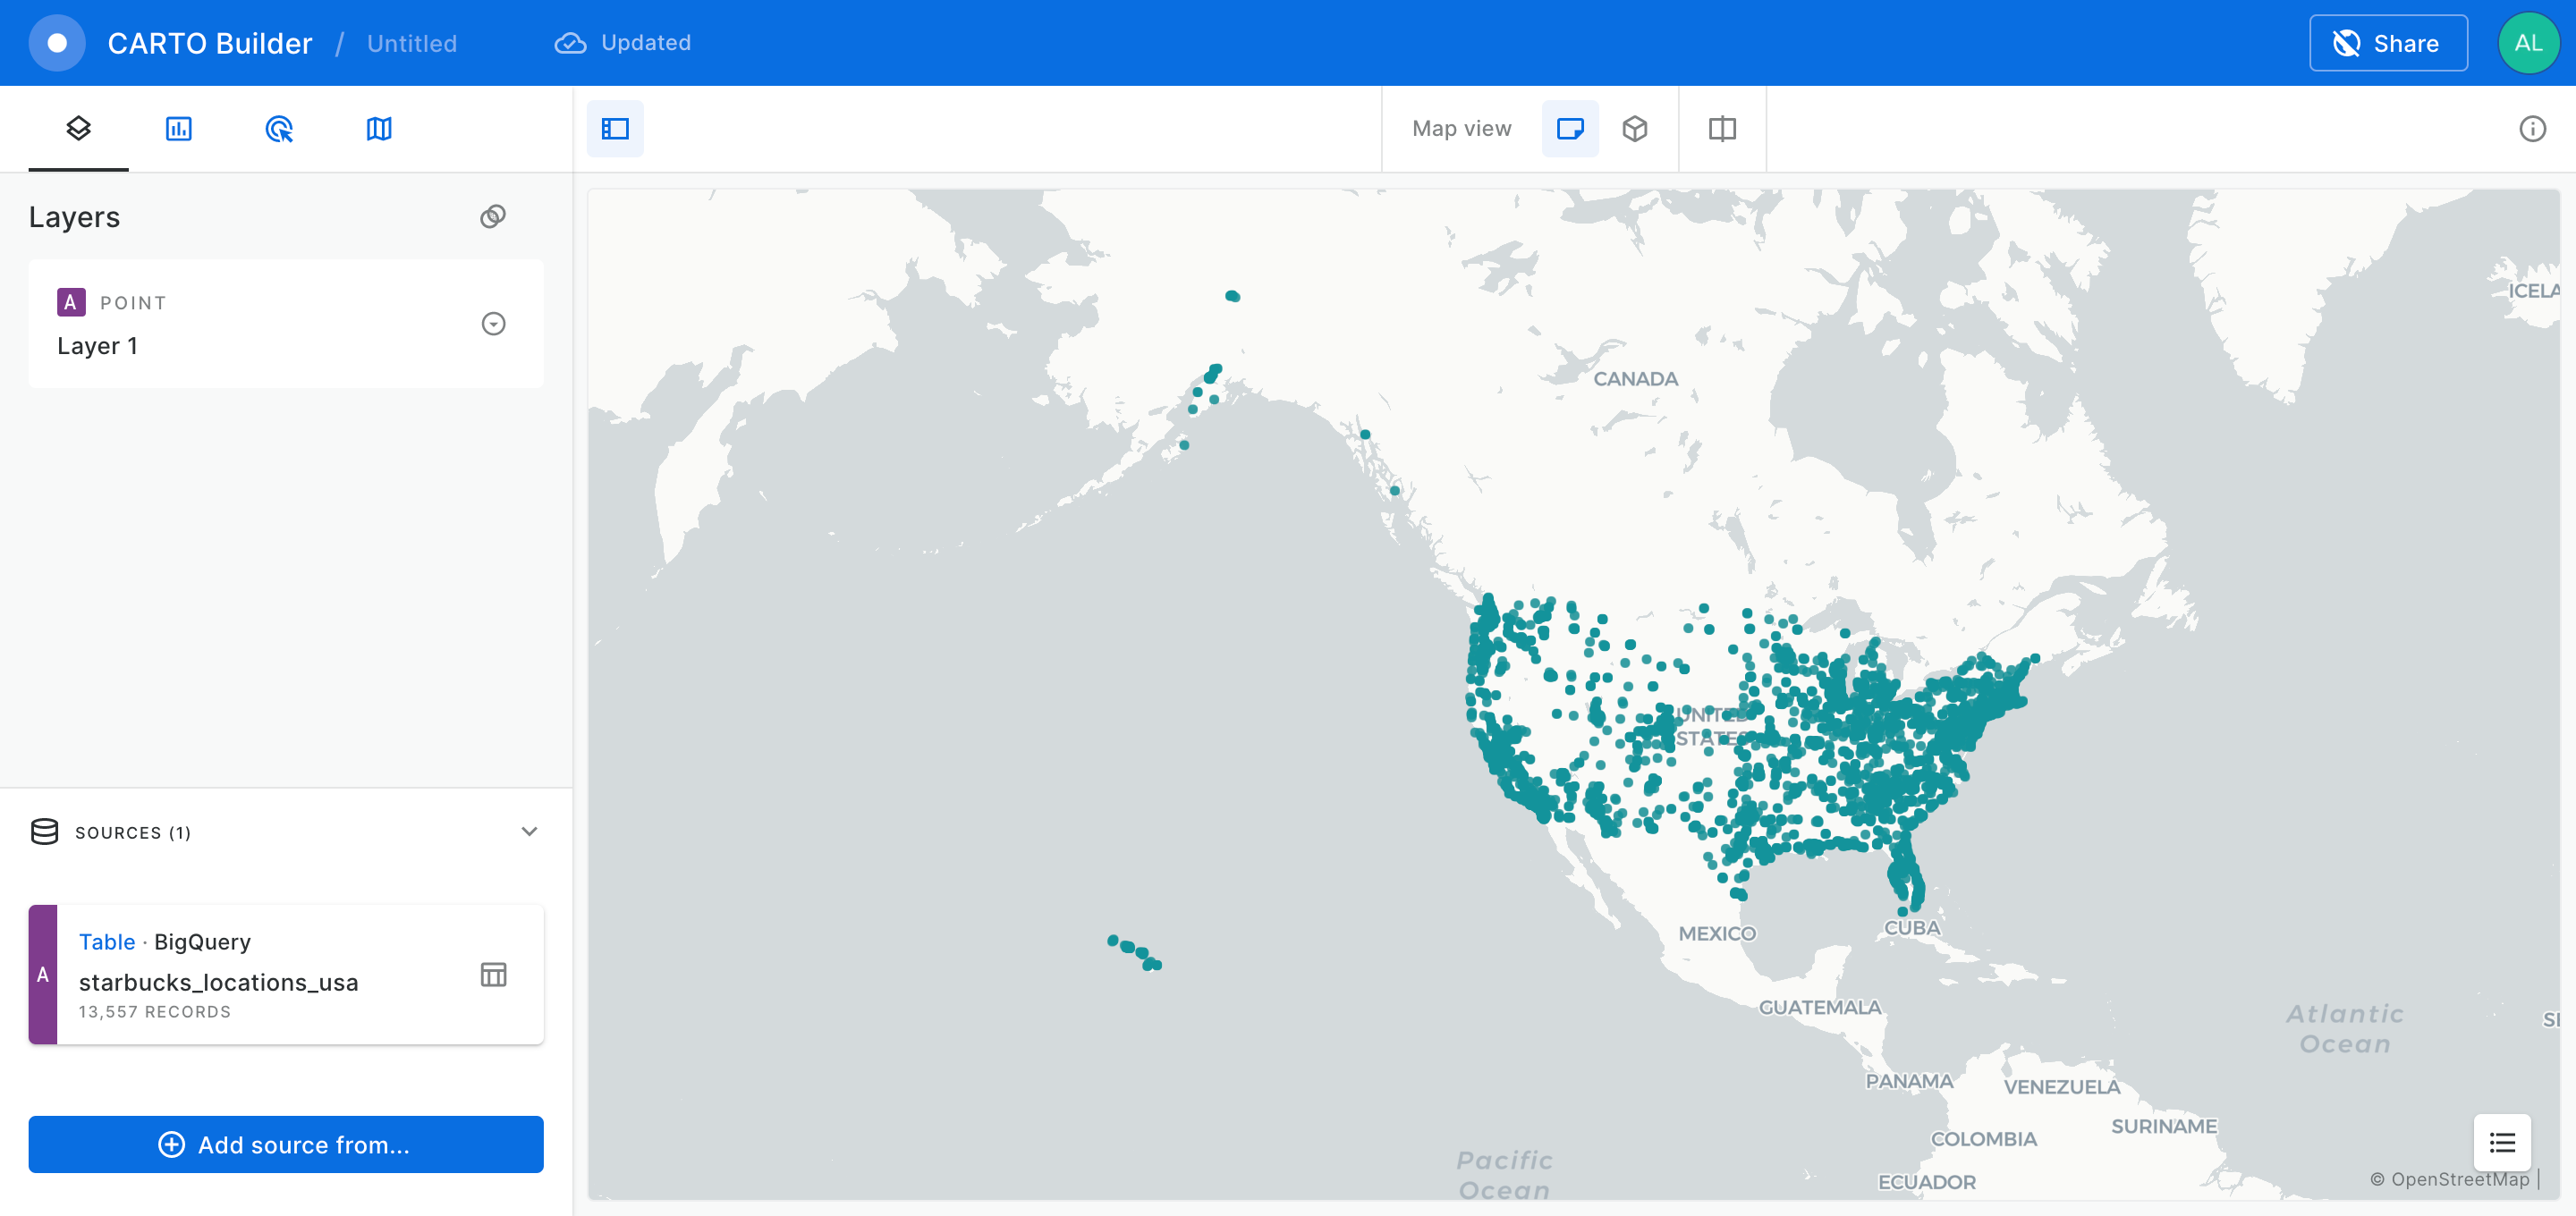 CARTO Builder / Untitled
Updated
Share
AL
Map view
Layers
A POINT
Layer 1
SOURCES (1)
A
Table · BigQuery
starbucks_locations_usa
13,557 RECORDS
Add source from...
ICELA
CANADA
UNITED
STATES
MEXICO
CUBA
GUATEMALA
Atlantic
Ocean
SI
PANAMA
VENEZUELA
SURINAME
COLOMBIA
Pacific
Ocean
ECUADOR
© OpenStreetMap |